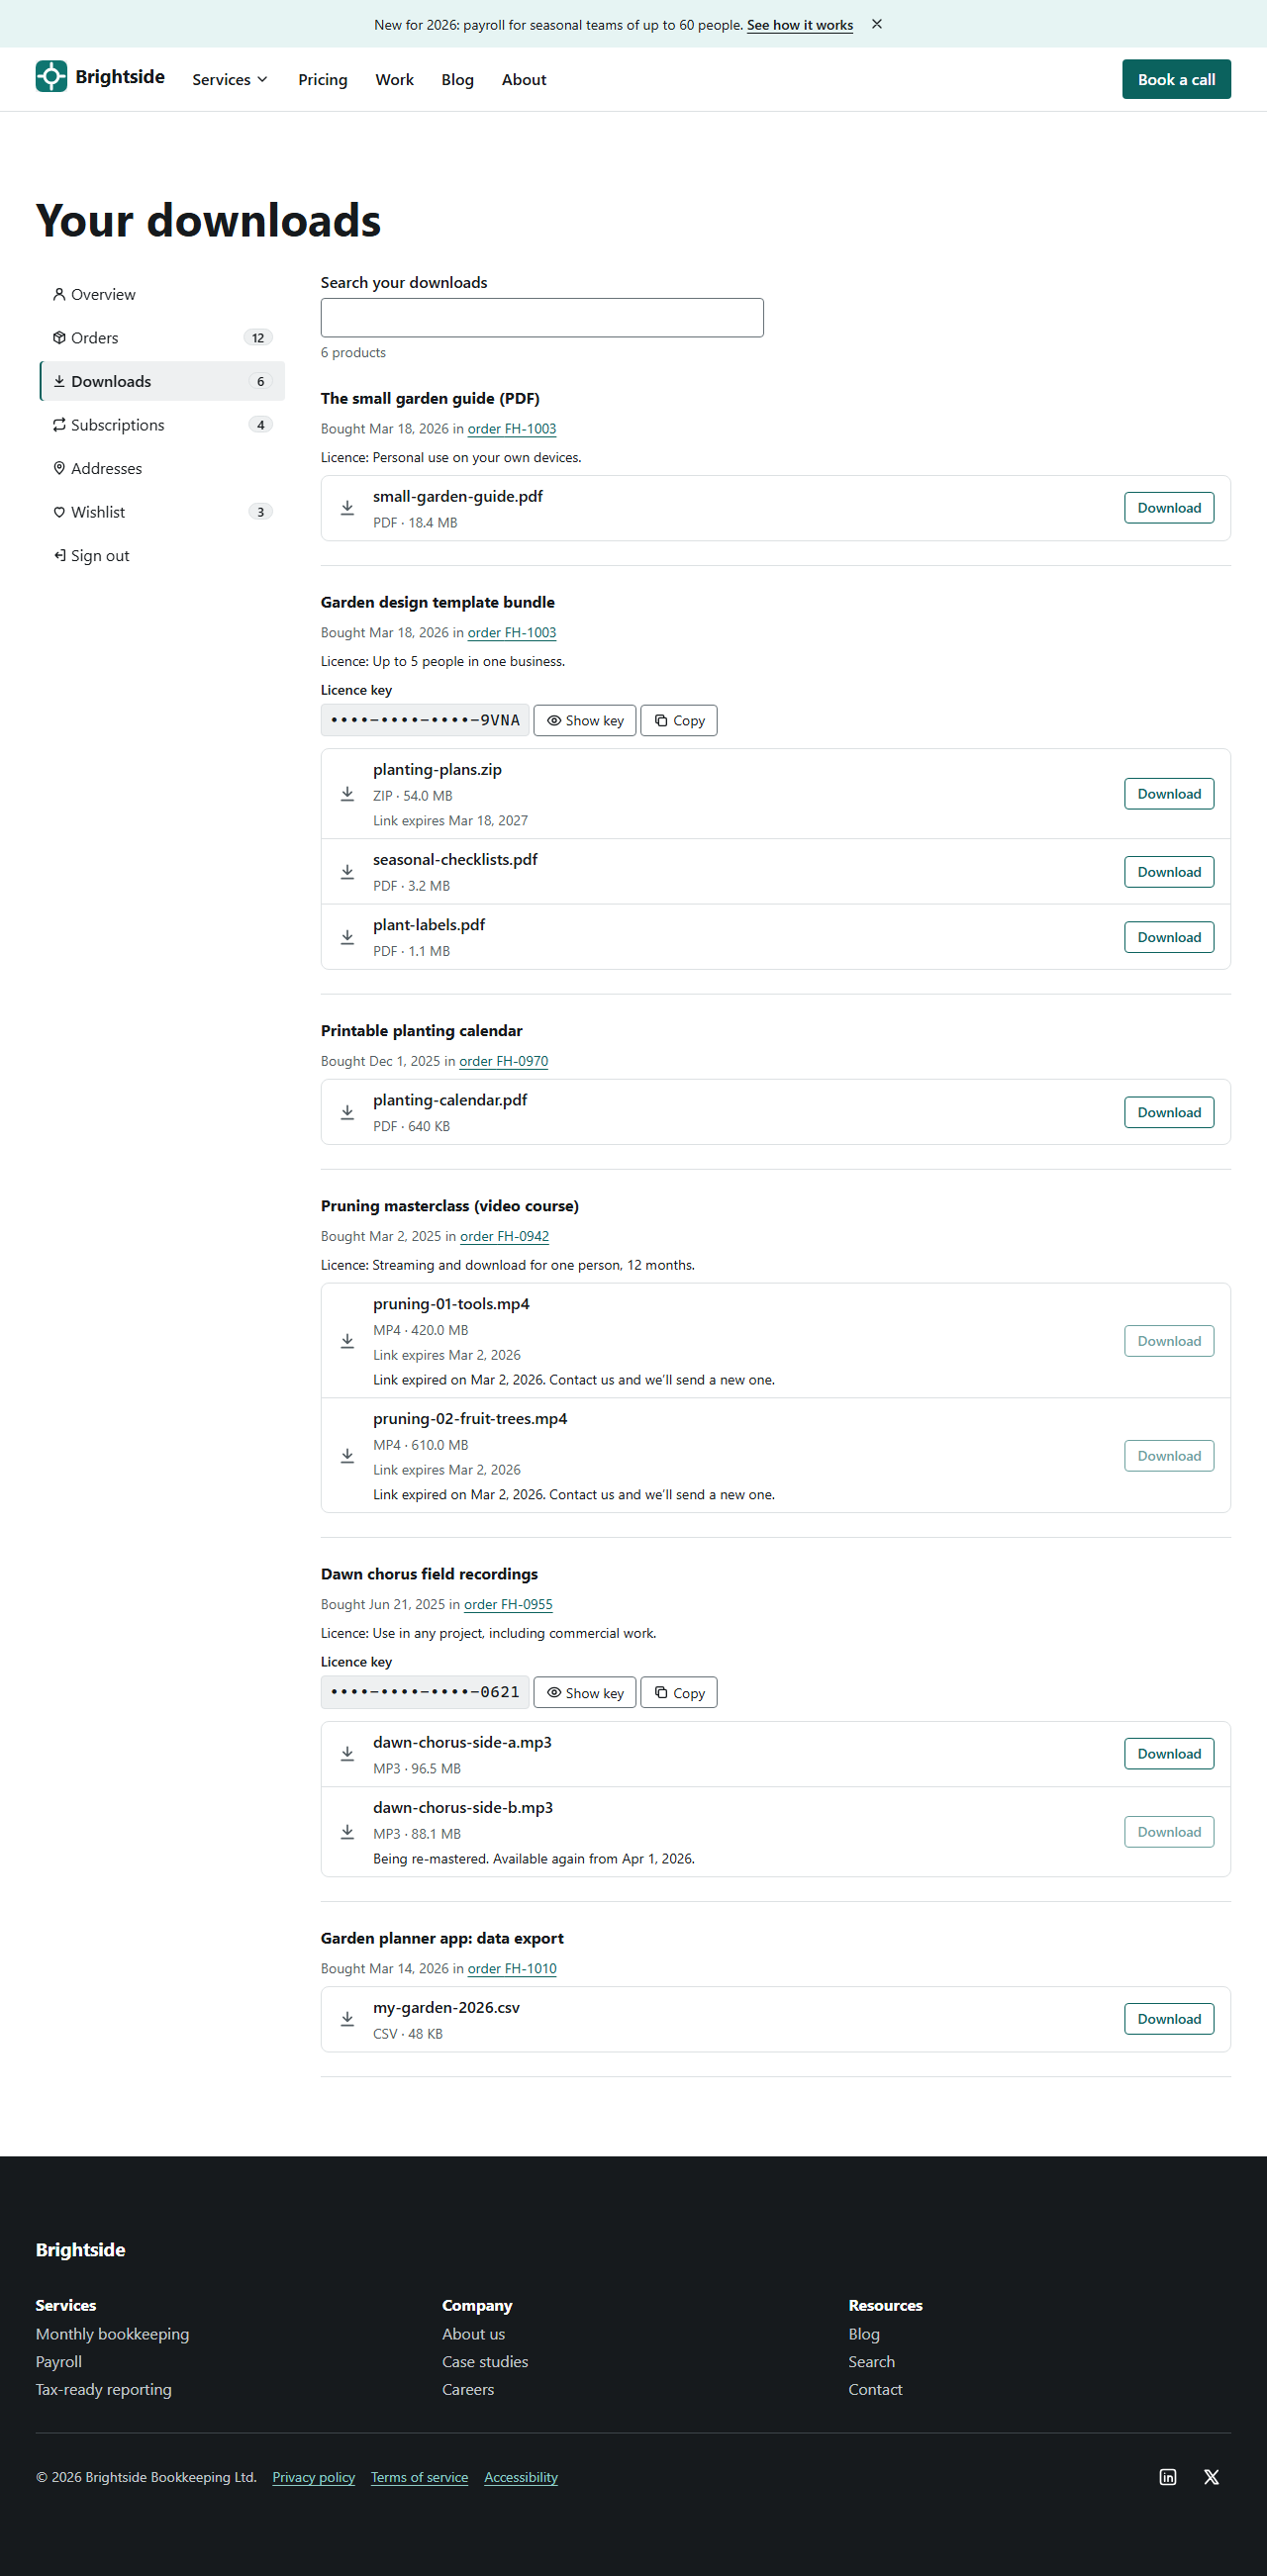 New for 2026: payroll for seasonal teams of up to 60 people. See how it works
Brightside
Services
Pricing
Work
Blog
About
Book a call
Your downloads
Overview
Orders 12
Downloads 6
Subscriptions 4
Addresses
Wishlist 3
Sign out
Search your downloads
6 products
The small garden guide (PDF)
Bought Mar 18, 2026 in order FH-1003
Licence: Personal use on your own devices.
small-garden-guide.pdf
PDF · 18.4 MB
Download
Garden design template bundle
Bought Mar 18, 2026 in order FH-1003
Licence: Up to 5 people in one business.
Licence key
••••-••••-••••-9VNA
Show key
Copy
planting-plans.zip
ZIP · 54.0 MB
Link expires Mar 18, 2027
Download
seasonal-checklists.pdf
PDF · 3.2 MB
Download
plant-labels.pdf
PDF · 1.1 MB
Download
Printable planting calendar
Bought Dec 1, 2025 in order FH-0970
planting-calendar.pdf
PDF · 640 KB
Download
Pruning masterclass (video course)
Bought Mar 2, 2025 in order FH-0942
Licence: Streaming and download for one person, 12 months.
pruning-01-tools.mp4
MP4 · 420.0 MB
Link expires Mar 2, 2026
Link expired on Mar 2, 2026. Contact us and we’ll send a new one.
Download
pruning-02-fruit-trees.mp4
MP4 · 610.0 MB
Link expires Mar 2, 2026
Link expired on Mar 2, 2026. Contact us and we’ll send a new one.
Download
Dawn chorus field recordings
Bought Jun 21, 2025 in order FH-0955
Licence: Use in any project, including commercial work.
Licence key
••••-••••-••••-0621
Show key
Copy
dawn-chorus-side-a.mp3
MP3 · 96.5 MB
Download
dawn-chorus-side-b.mp3
MP3 · 88.1 MB
Being re-mastered. Available again from Apr 1, 2026.
Download
Garden planner app: data export
Bought Mar 14, 2026 in order FH-1010
my-garden-2026.csv
CSV · 48 KB
Download
Brightside
Services
Monthly bookkeeping
Payroll
Tax-ready reporting
Company
About us
Case studies
Careers
Resources
Blog
Search
Contact
© 2026 Brightside Bookkeeping Ltd. Privacy policy Terms of service Accessibility